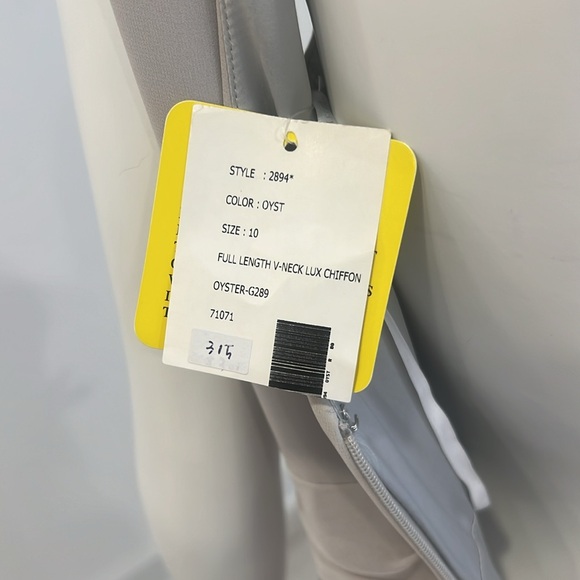 STYLE : 2894*
COLOR : OYST
SIZE : 10
FULL LENGTH V-NECK LUX CHIFFON
OYSTER-G289
71071
315